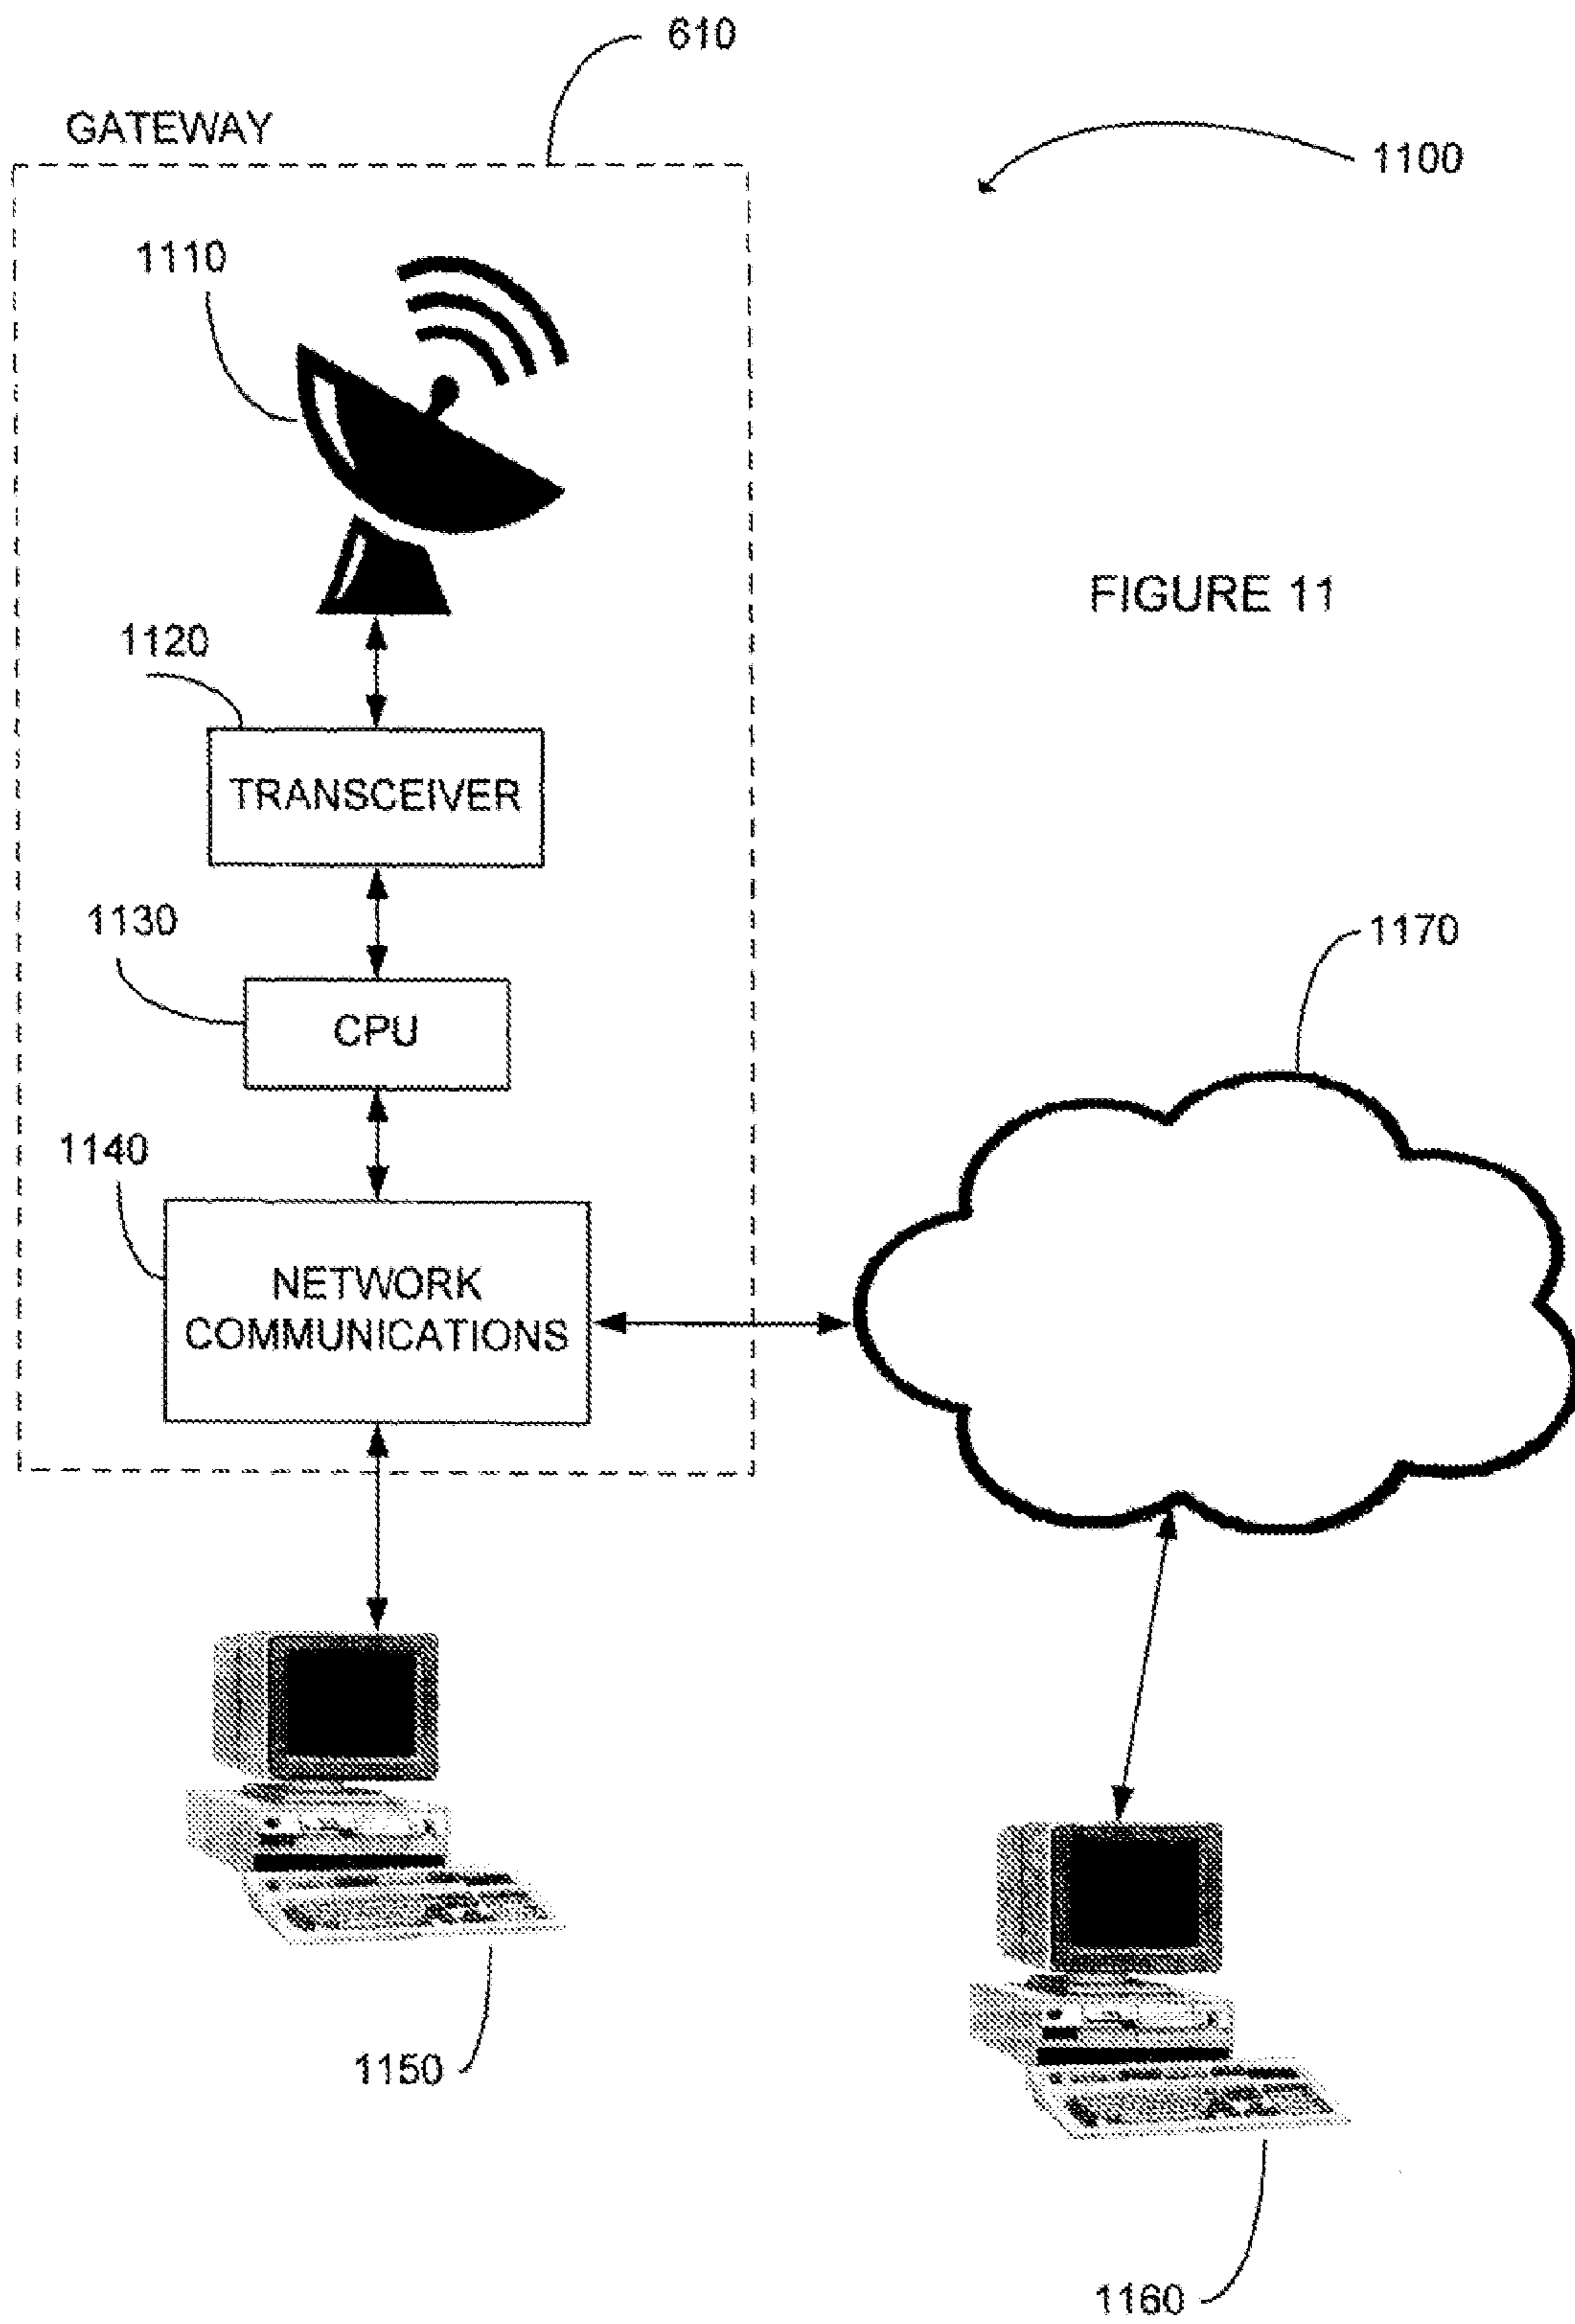 610
GATEWAY
1100
1110
FIGURE 11
1120
TRANSCEIVER
1130
1170
CPU
1140
NETWORK
COMMUNICATIONS
1150
1160